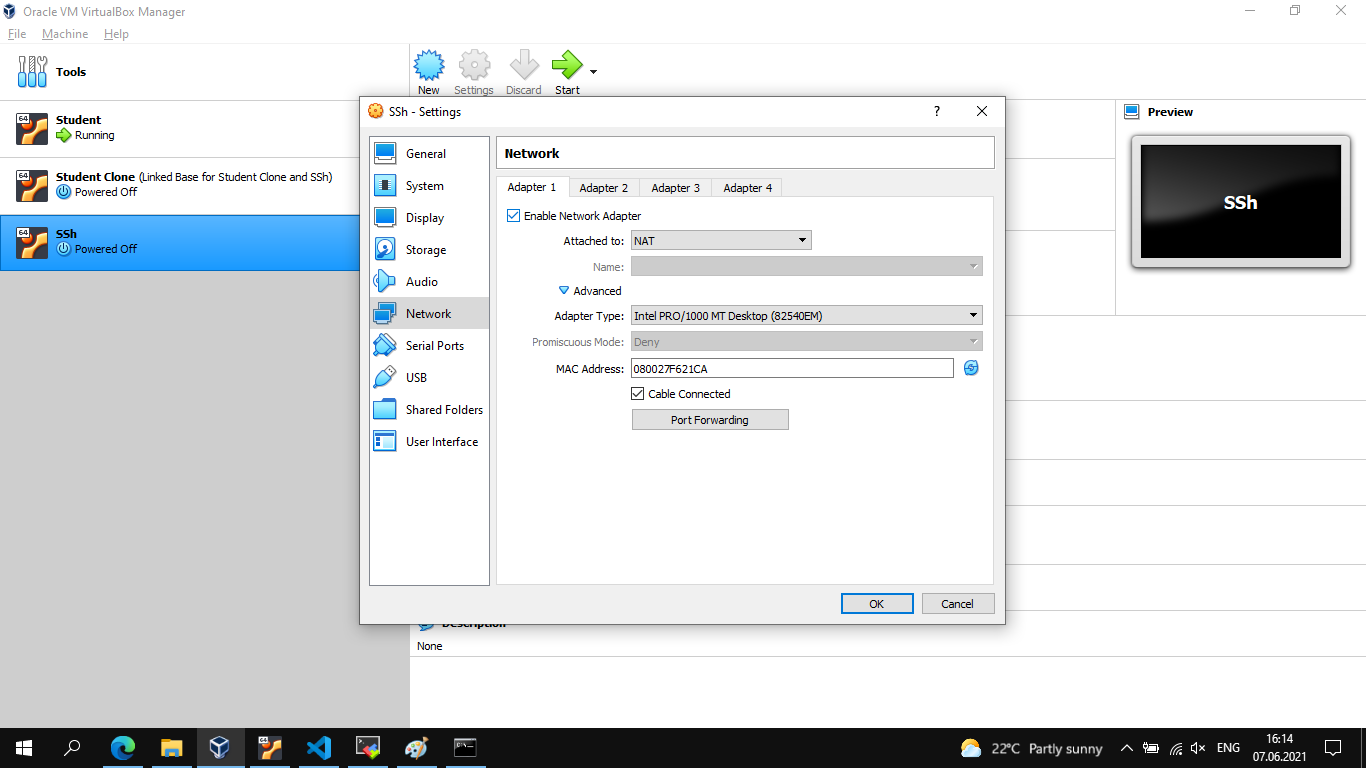 Oracle VM VirtualBox Manager
File Machine Help
Tools
New
Settings
Discard
Start
64
Student
Running
64
Student Clone (Linked Base for Student Clone and SSh)
Powered Off
64
SSh
Powered Off
SSh - Settings
?
General
System
Display
Storage
Audio
Network
Serial Ports
USB
Shared Folders
User Interface
Network
Adapter 1 Adapter 2 Adapter 3 Adapter 4
Enable Network Adapter
Attached to: NAT
Name:
Advanced
Adapter Type: Intel PRO/1000 MT Desktop (82540EM)
Promiscuous Mode: Deny
MAC Address: 080027F621CA
Cable Connected
Port Forwarding
OK Cancel
Preview
SSh
Description
None
64
22°C Partly sunny
ENG
16:14
07.06.2021